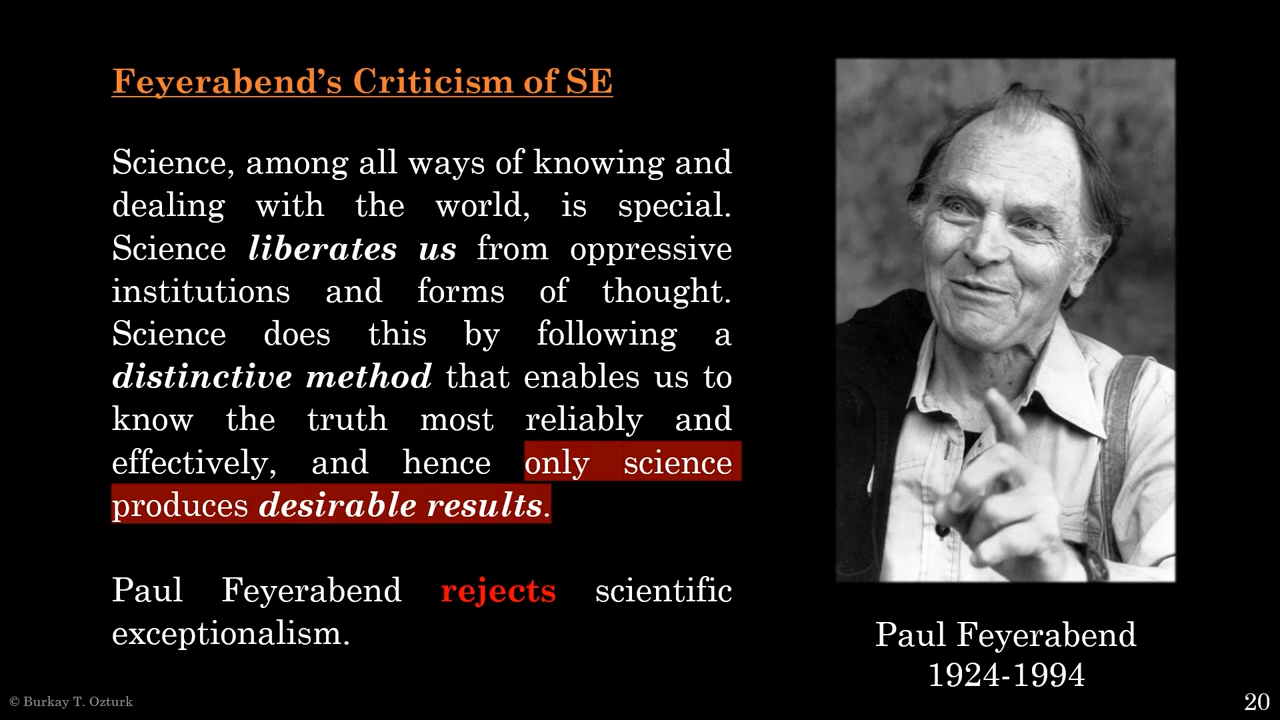 Feyerabend's Criticism of SE
Science, among all ways of knowing and
dealing with the world, is special.
Science liberates us from oppressive
institutions and forms of thought.
Science does this by following a
distinctive method that enables us to
know the truth most reliably and
effectively, and hence only science
produces desirable results.
Paul Feyerabend rejects scientific
exceptionalism.
Paul Feyerabend
1924-1994
© Burkay T. Ozturk
20